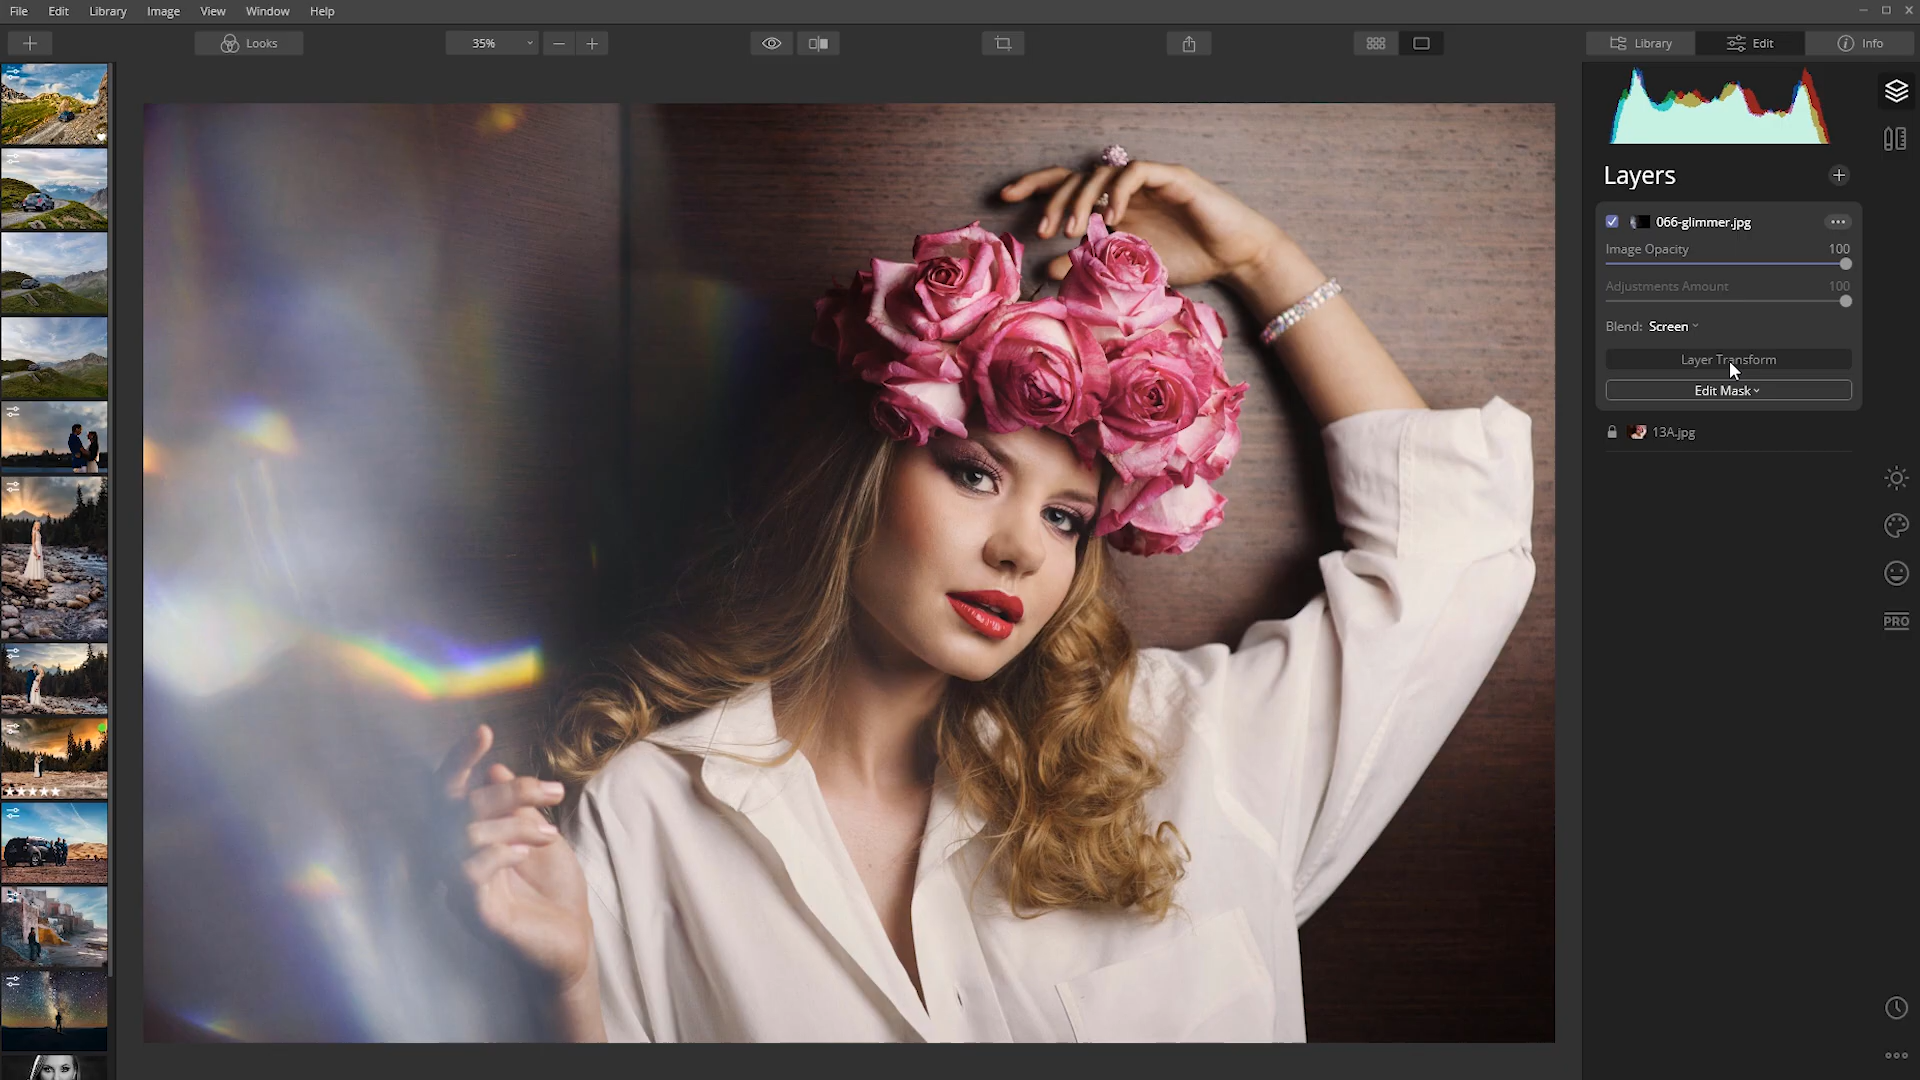 File Edit Library Image View Window Help
Looks 35% Library Edit Info
Layers
066-glimmer.jpg
Image Opacity 100
Adjustments Amount 100
Blend: Screen
Layer Transform
Edit Mask
13A.jpg
PRO